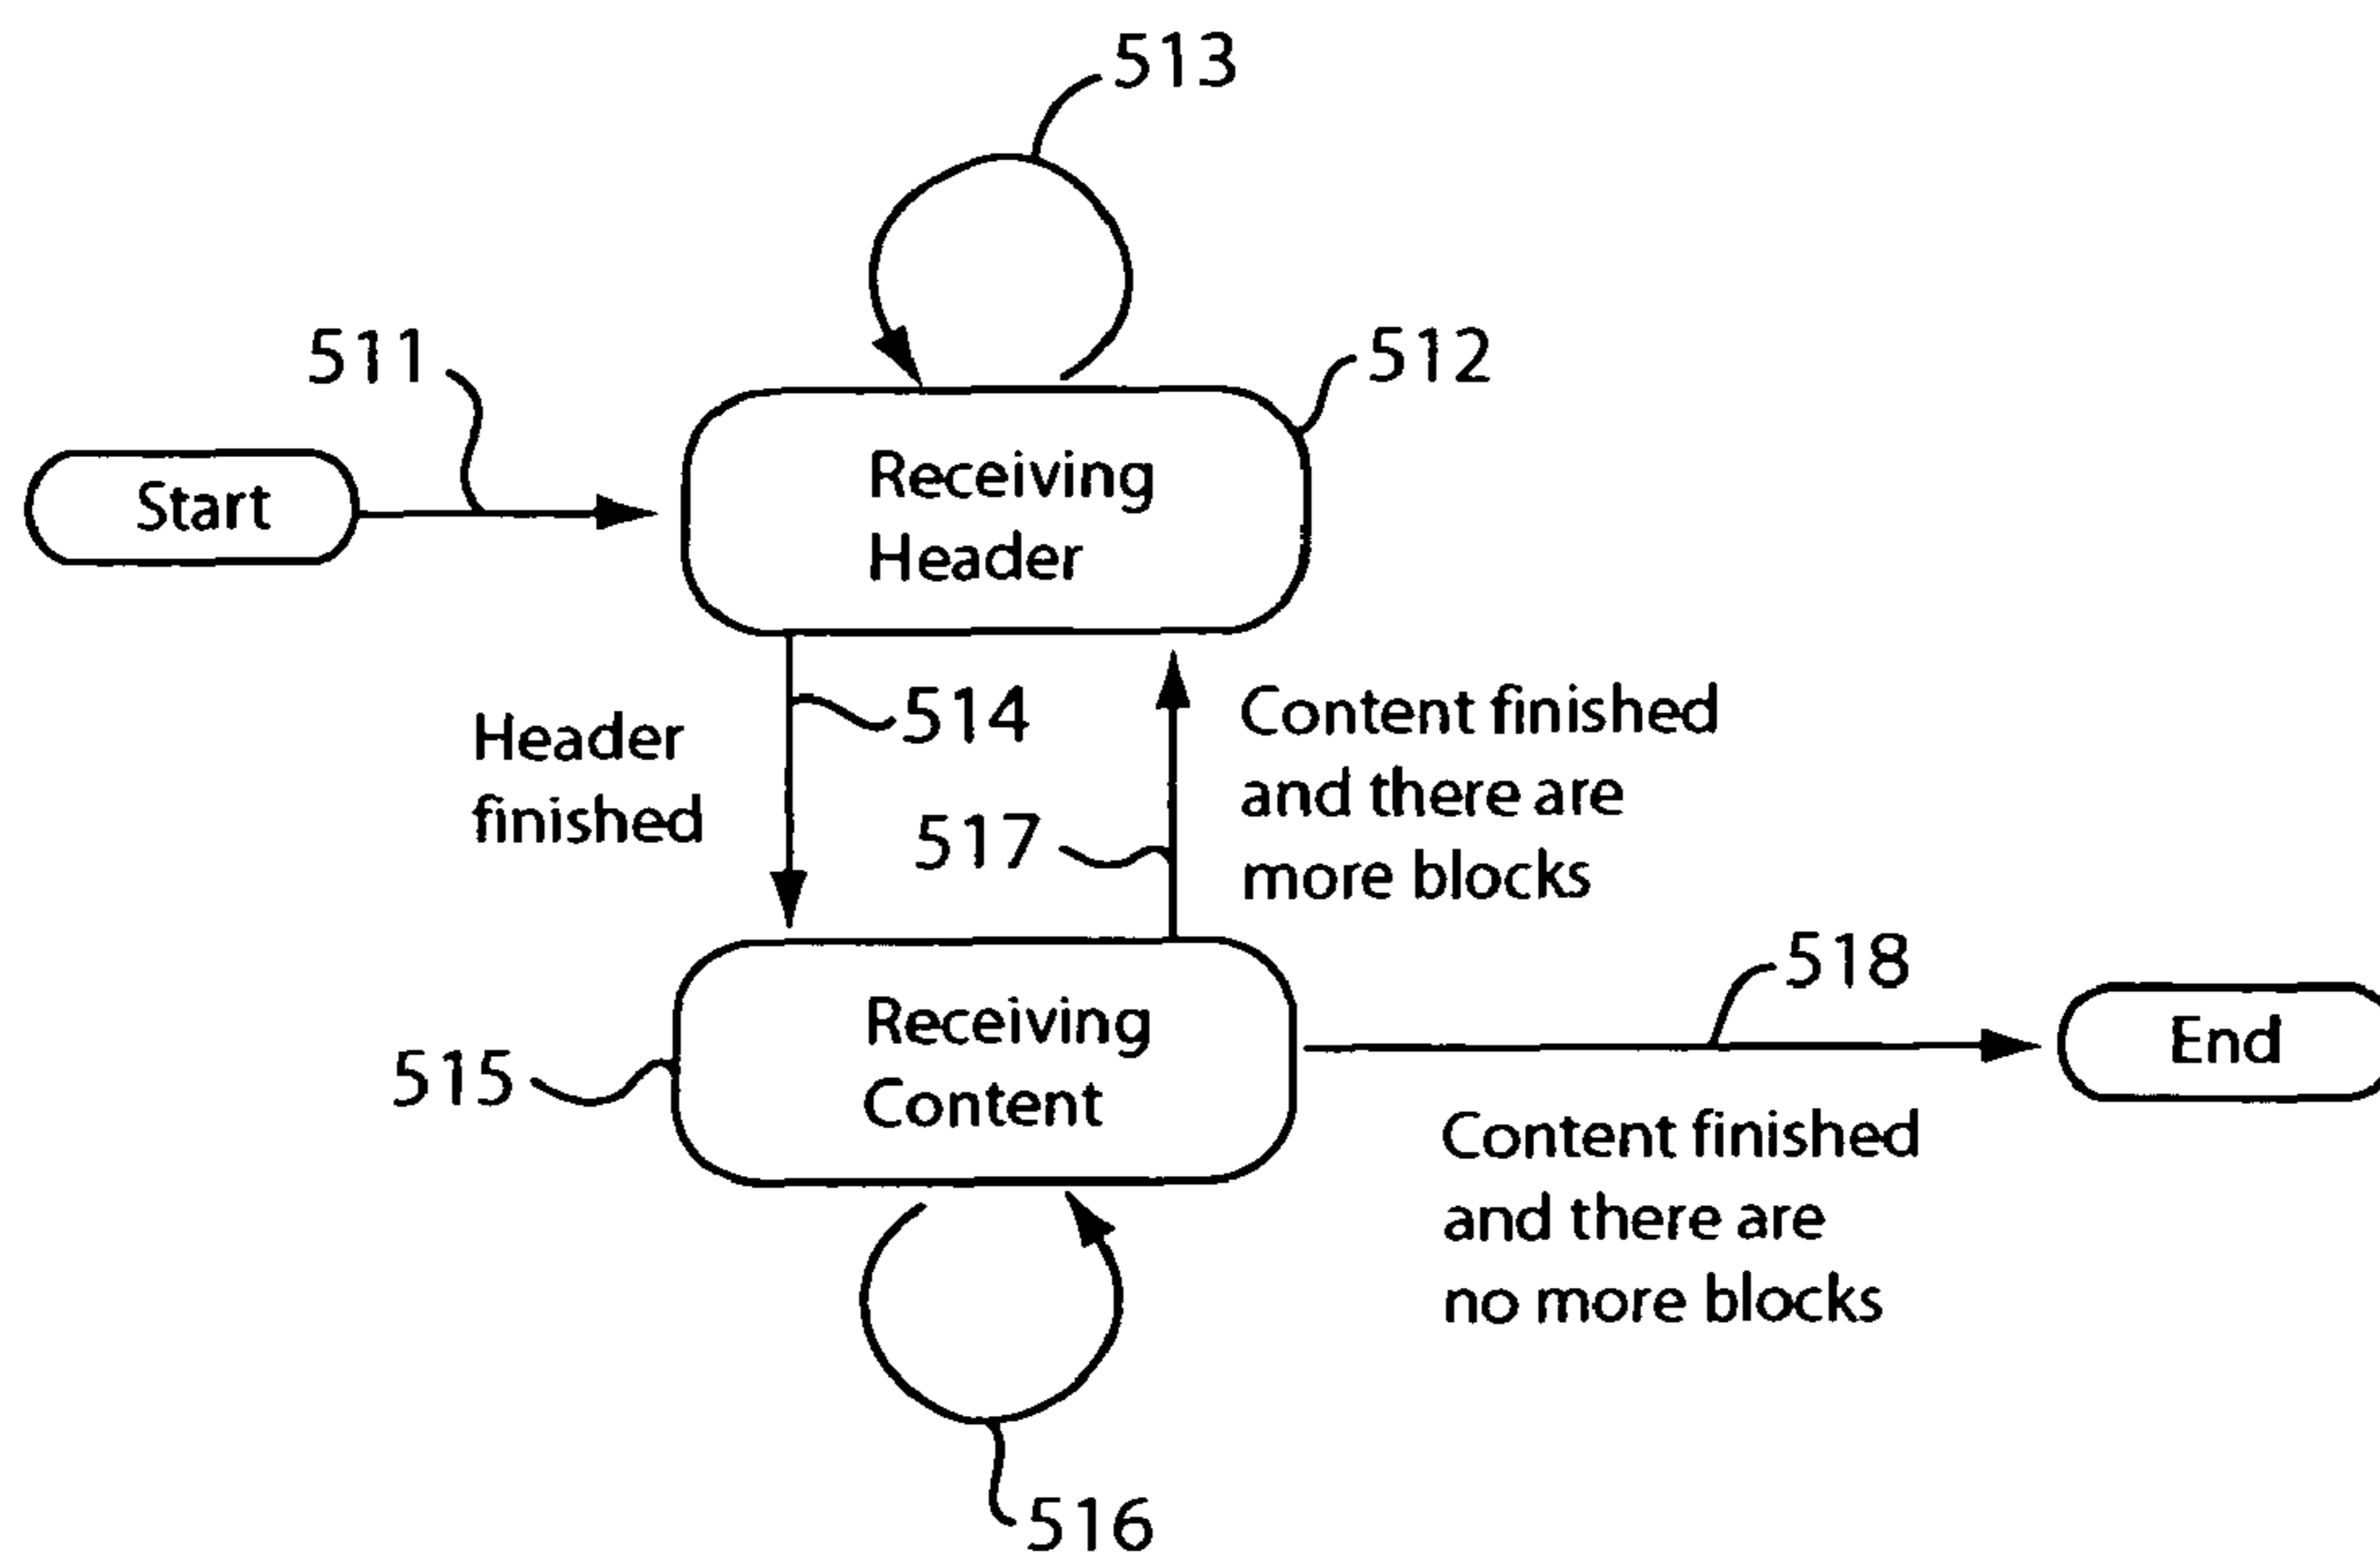 513
511
512
Start
Receiving
Header
Header
finished
514
517
Content finished
and there are
more blocks
518
515
Receiving
Content
End
Content finished
and there are
no more blocks
516